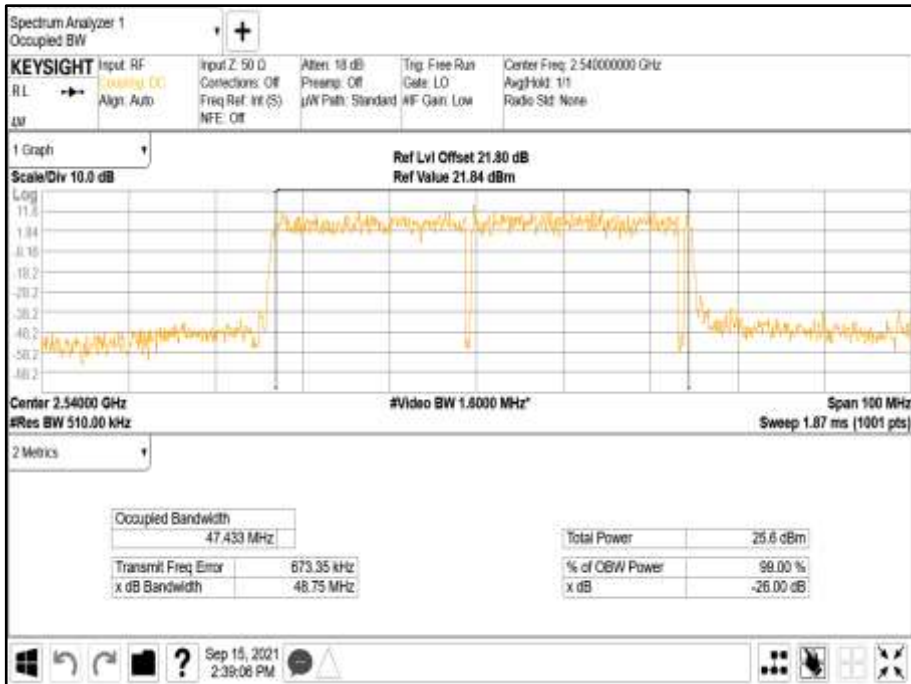 Spectrum Analyzer 1
Occupied BW
KEYSIGHT
RL
LM
Input: RF
Coupling: DC
Align: Auto
Input Z: 50 Ω
Corrections: Off
Freq Ref: Int (S)
NFE: Off
Atten: 18 dB
Preamp: Off
µW Path: Standard
Trig: Free Run
Gate: LO
#IF Gain: Low
Center Freq: 2.540000000 GHz
Avg|Hold: 1/1
Radio Std: None
1 Graph
Scale/Div 10.0 dB
Ref Lvl Offset 21.80 dB
Ref Value 21.84 dBm
Log
11.8
1.84
-8.16
-18.2
-28.2
-38.2
-48.2
-58.2
-68.2
Center 2.54000 GHz
#Video BW 1.6000 MHz*
Span 100 MHz
#Res BW 510.00 kHz
Sweep 1.87 ms (1001 pts)
2 Metrics
Occupied Bandwidth
47.433 MHz
Total Power 25.6 dBm
Transmit Freq Error 673.35 kHz
% of OBW Power 99.00 %
x dB Bandwidth 48.75 MHz
x dB -26.00 dB
?
Sep 15, 2021
2:39:06 PM